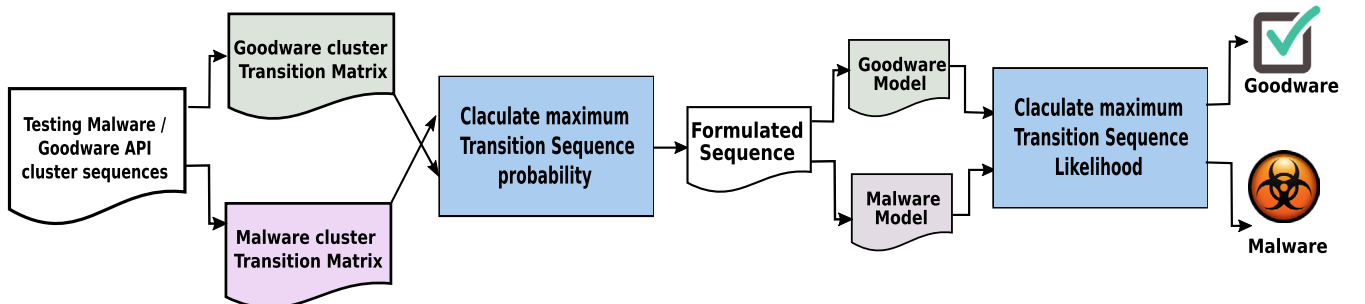 Testing Malware /
Goodware API
cluster sequences
Goodware cluster
Transition Matrix
Malware cluster
Transition Matrix
Claculate maximum
Transition Sequence
probability
Formulated
Sequence
Goodware
Model
Malware
Model
Claculate maximum
Transition Sequence
Likelihood
Goodware
Malware